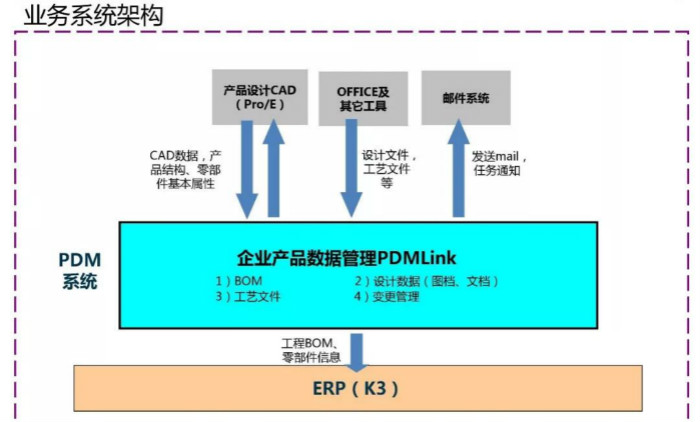 业务系统架构
产品设计CAD
（Pro/E）
OFFICE及
其它工具
邮件系统
CAD数据，产
品结构、零部
件基本属性
设计文件，
工艺文件
等
发送mail，
任务通知
PDM
系统
企业产品数据管理PDMLink
1）BOM 2）设计数据（图档、文档）
3）工艺文件 4）变更管理
工程BOM、
零部件信息
ERP（K3）